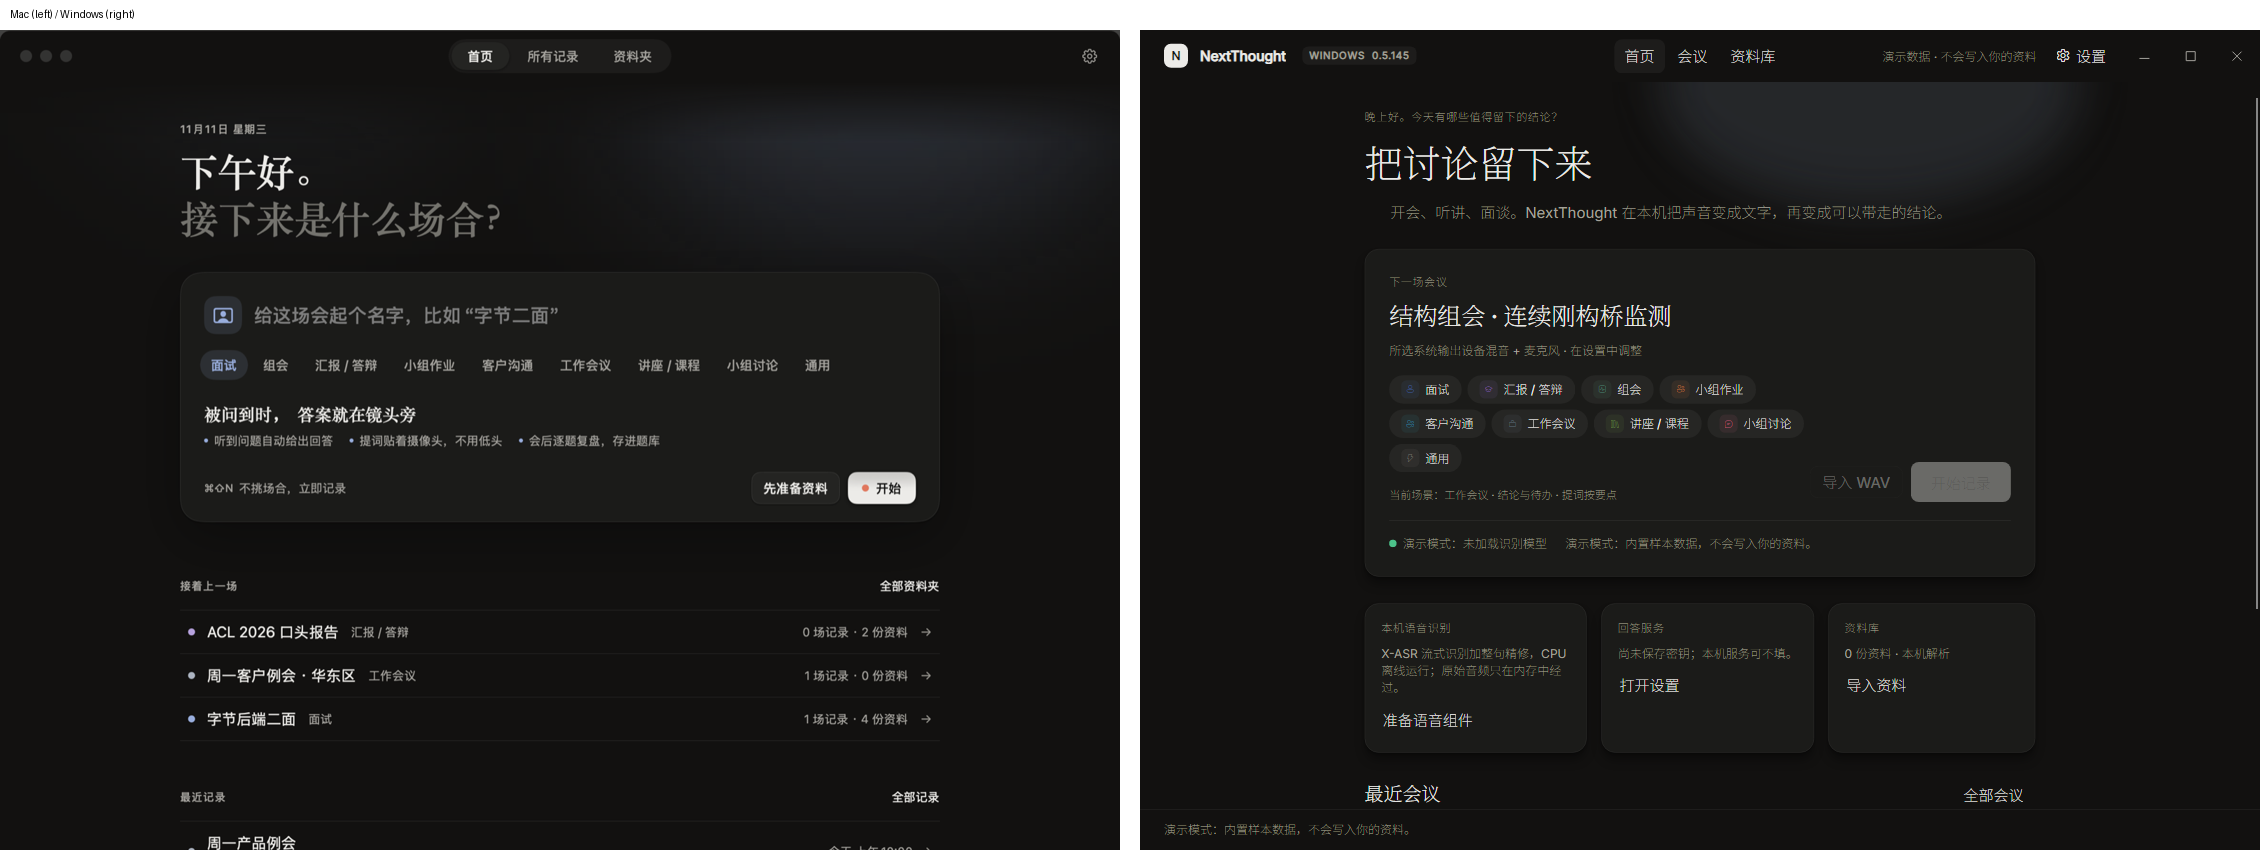 Mac (left) / Windows (right)
首页 所有记录 资料夹
11月11日 星期三
下午好。
接下来是什么场合？
给这场会起个名字，比如 “字节二面”
面试 组会 汇报 / 答辩 小组作业 客户沟通 工作会议 讲座 / 课程 小组讨论 通用
被问到时， 答案就在镜头旁
• 听到问题自动给出回答 • 提词贴着摄像头，不用低头 • 会后逐题复盘，存进题库
⌘⇧N 不挑场合，立即记录 先准备资料 开始
接着上一场 全部资料夹
ACL 2026 口头报告 汇报 / 答辩 0 场记录 · 2 份资料 →
周一客户例会 · 华东区 工作会议 1 场记录 · 0 份资料 →
字节后端二面 面试 1 场记录 · 4 份资料 →
最近记录 全部记录
周一产品例会
N NextThought WINDOWS 0.5.145 首页 会议 资料库 演示数据 · 不会写入你的资料 设置
晚上好。今天有哪些值得留下的结论？
把讨论留下来
开会、听讲、面谈。NextThought 在本机把声音变成文字，再变成可以带走的结论。
下一场会议
结构组会 · 连续刚构桥监测
所选系统输出设备混音 + 麦克风 · 在设置中调整
面试 汇报 / 答辩 组会 小组作业
客户沟通 工作会议 讲座 / 课程 小组讨论
通用
导入 WAV 开始记录
当前场景：工作会议 · 结论与待办 · 提词按要点
演示模式：未加载识别模型 演示模式：内置样本数据，不会写入你的资料。
本机语音识别
X-ASR 流式识别加整句精修，CPU
离线运行；原始音频只在内存中经
过。
准备语音组件
回答服务
尚未保存密钥；本机服务可不填。
打开设置
资料库
0 份资料 · 本机解析
导入资料
最近会议 全部会议
演示模式：内置样本数据，不会写入你的资料。